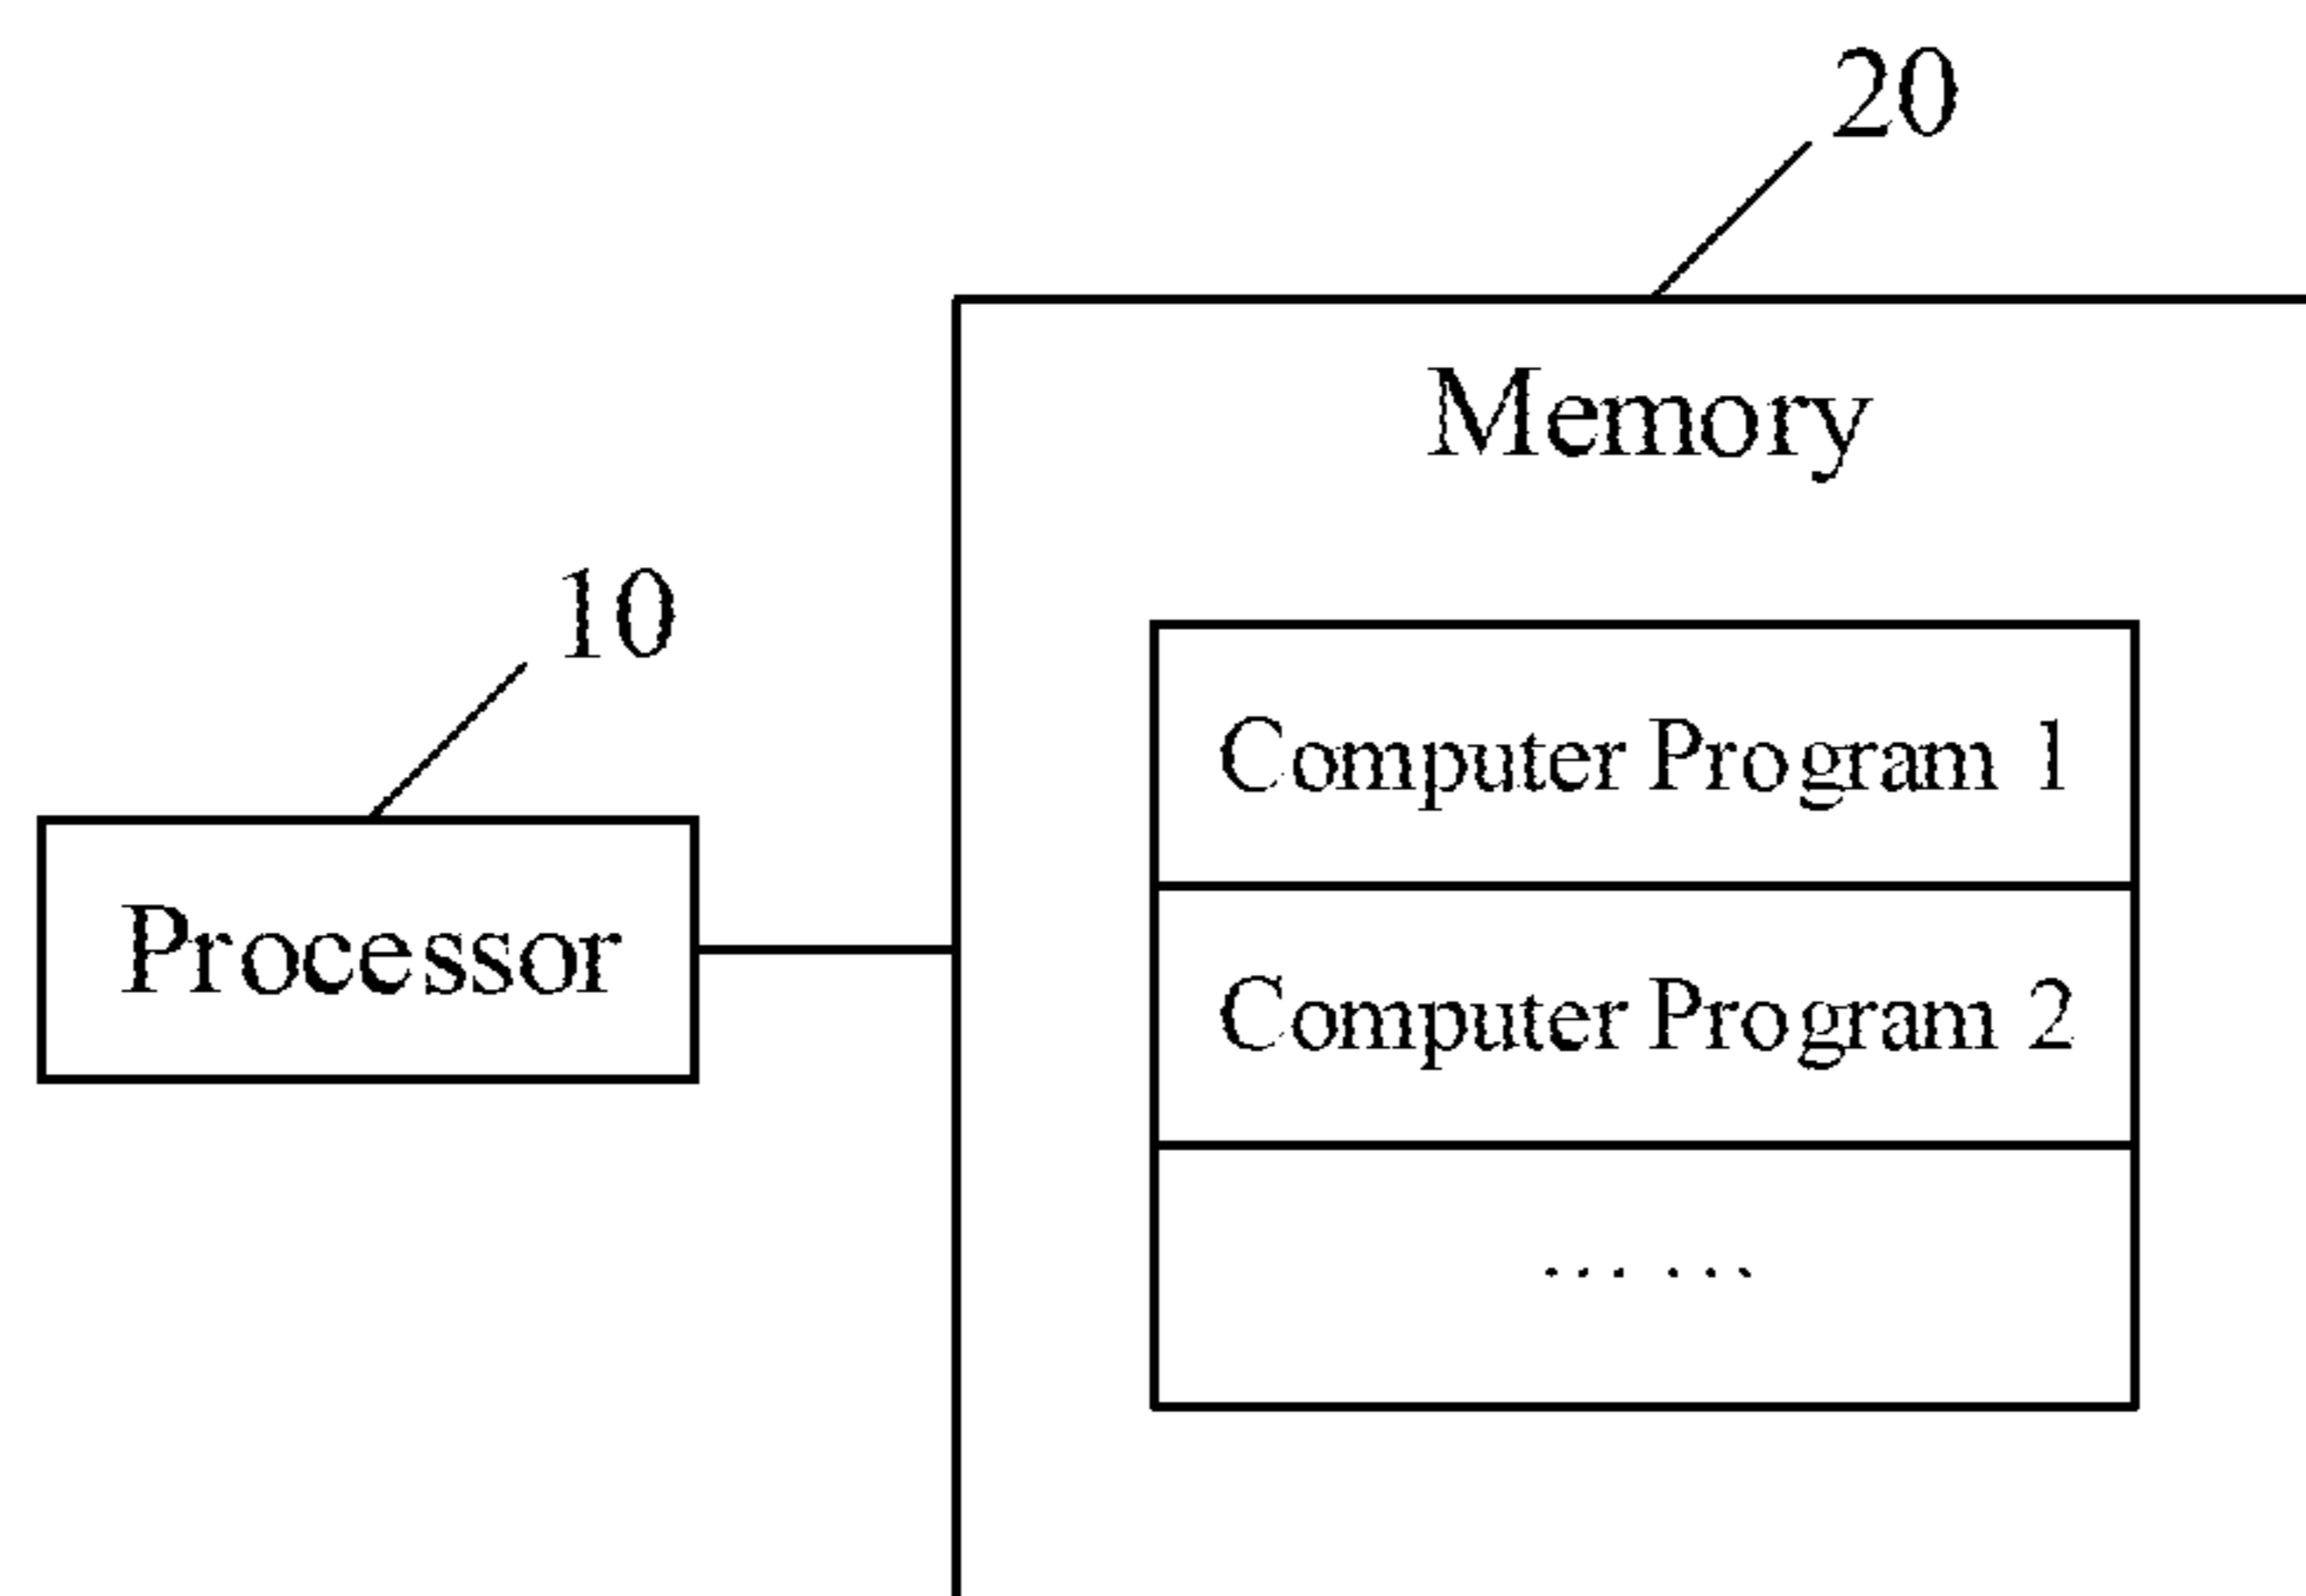 20
Memory
10
Computer Program 1
Processor
Computer Program 2
... ...